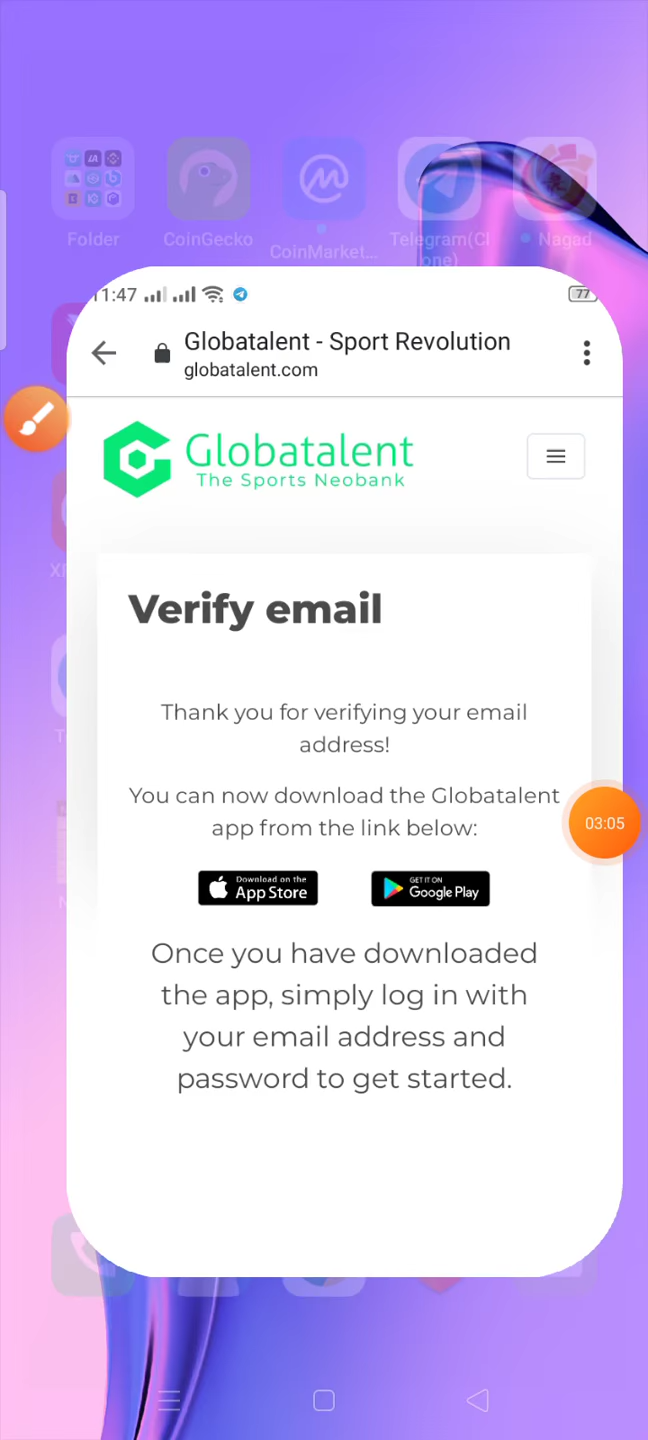 Folder
CoinGecko
CoinMarket...
Telegram(Cl
one)
Nagad
11:47
77
Globatalent - Sport Revolution
globatalent.com
Globatalent
The Sports Neobank
Verify email
Thank you for verifying your email
address!
You can now download the Globatalent
app from the link below:
03:05
Download on the
App Store
GET IT ON
Google Play
Once you have downloaded
the app, simply log in with
your email address and
password to get started.